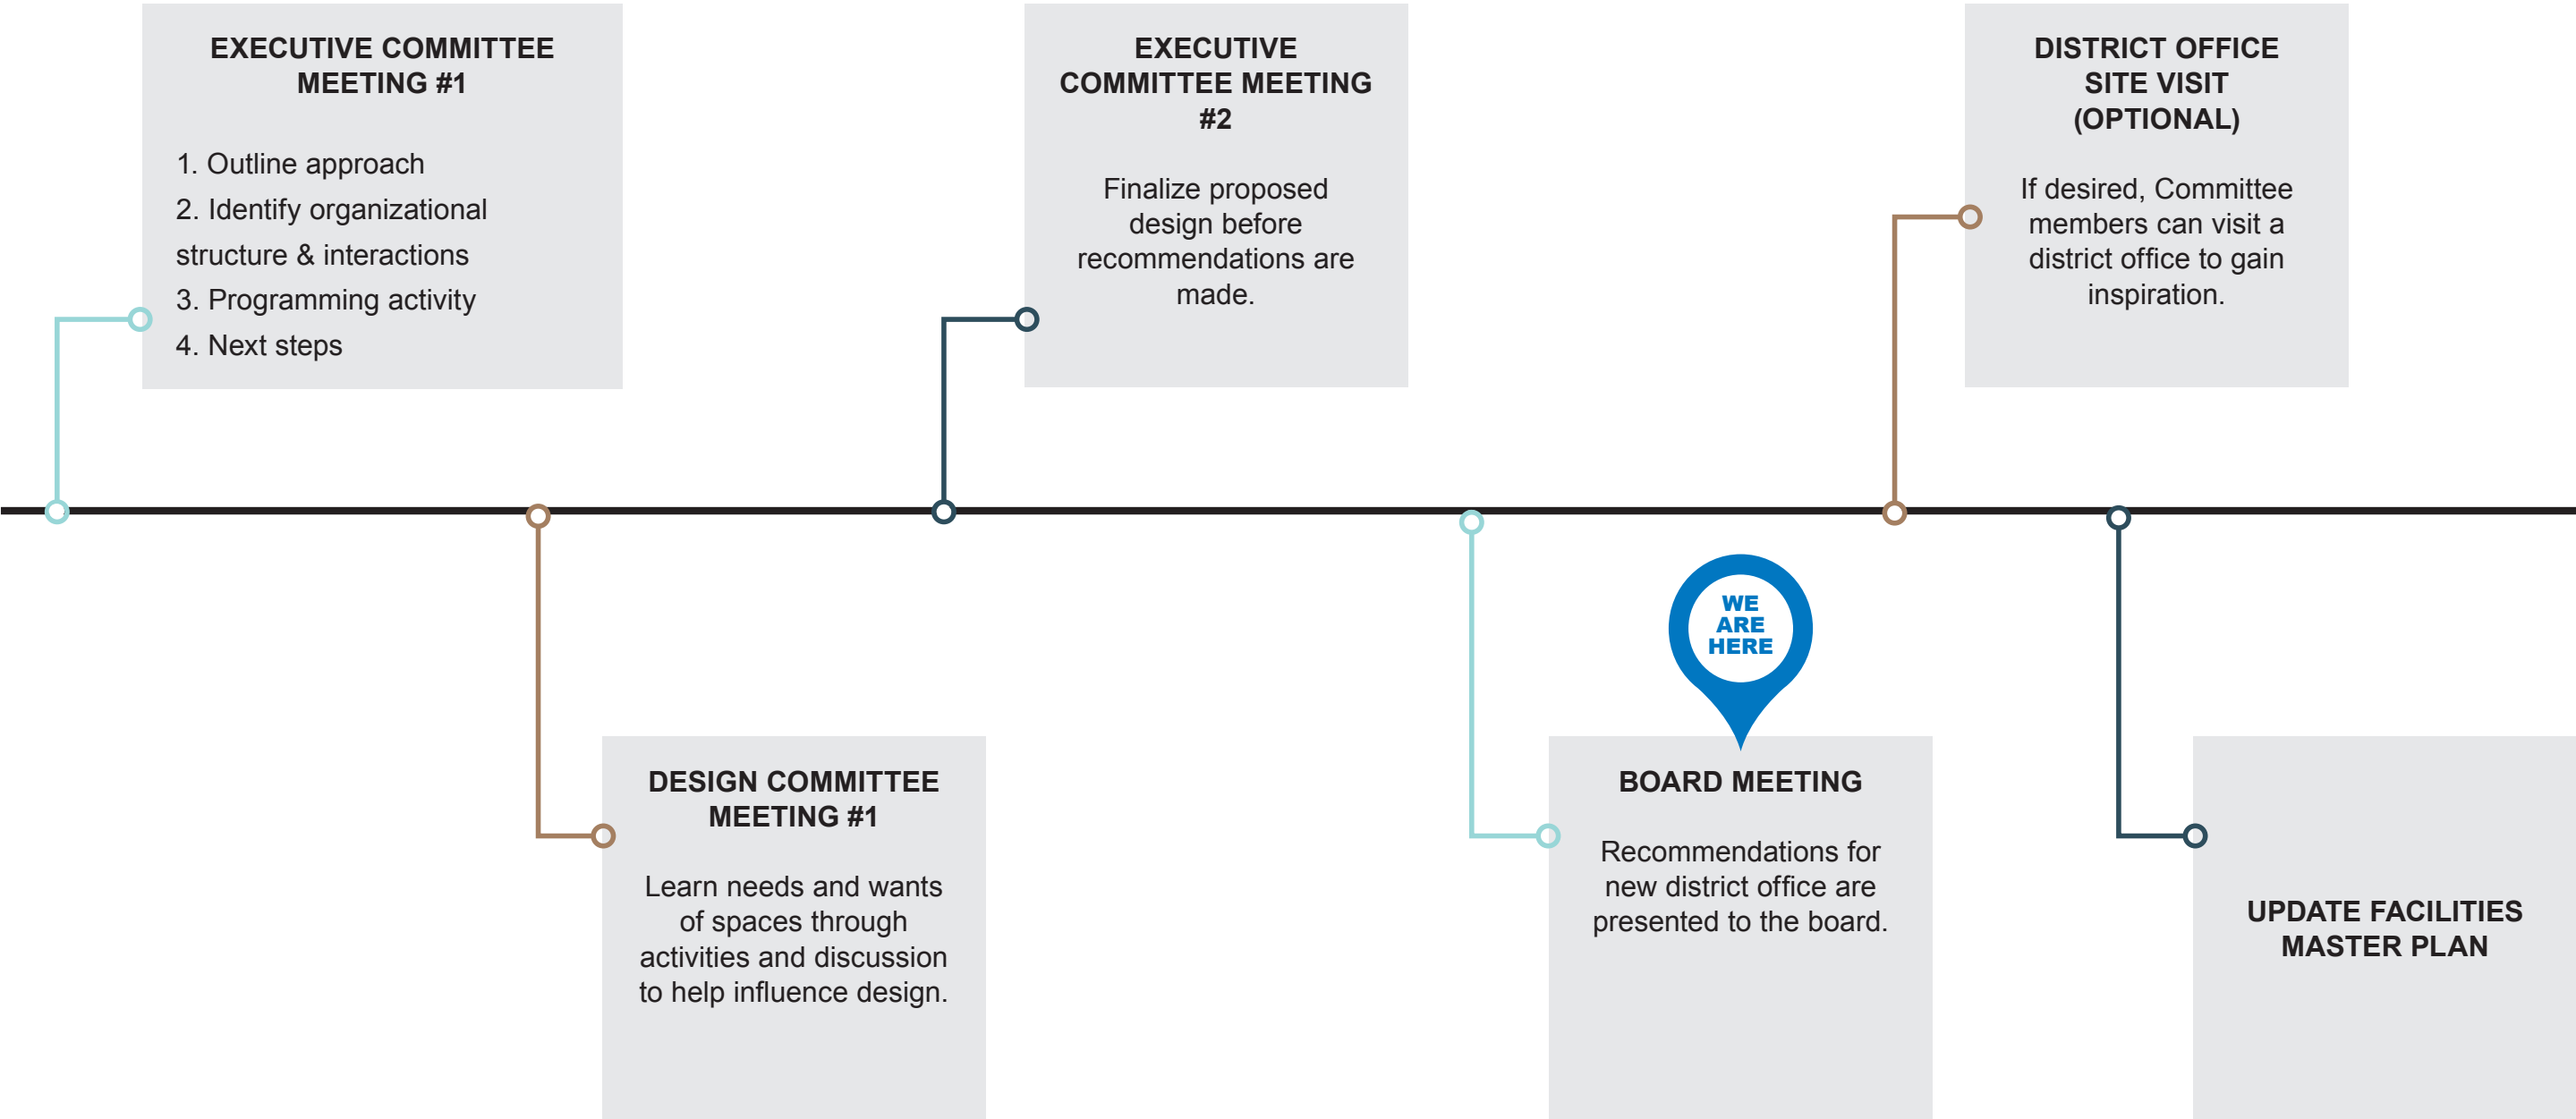 EXECUTIVE COMMITTEE
MEETING #1
1. Outline approach
2. Identify organizational
structure & interactions
3. Programming activity
4. Next steps
DESIGN COMMITTEE
MEETING #1
Learn needs and wants
of spaces through
activities and discussion
to help influence design.
EXECUTIVE
COMMITTEE MEETING
#2
Finalize proposed
design before
recommendations are
made.
WE
ARE
HERE
BOARD MEETING
Recommendations for
new district office are
presented to the board.
DISTRICT OFFICE
SITE VISIT
(OPTIONAL)
If desired, Committee
members can visit a
district office to gain
inspiration.
UPDATE FACILITIES
MASTER PLAN